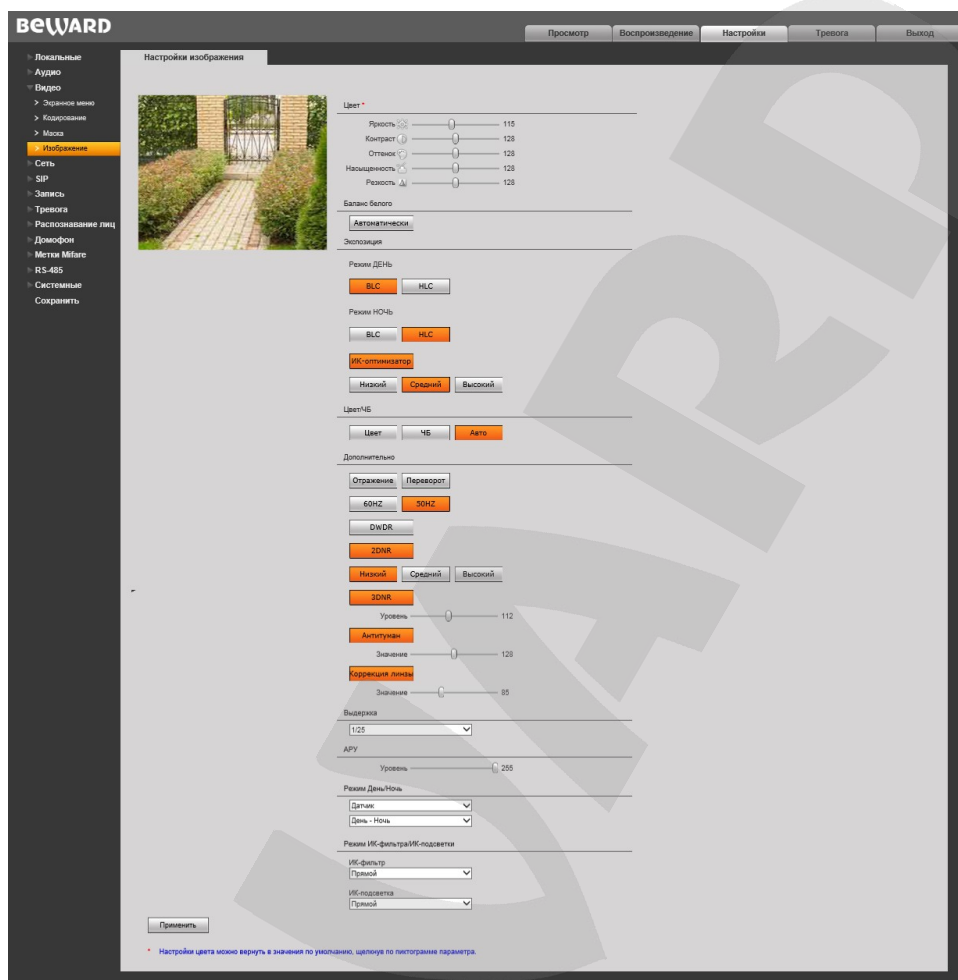 BEWARD
Просмотр Воспроизведение Настройки Тревога Выход
Локальные
Аудио
Видео
> Экранное меню
> Кодирование
> Маска
> Изображение
Сеть
SIP
Запись
Тревога
Распознавание лиц
Домофон
Метки Mifare
RS-485
Системные
Сохранить
Настройки изображения
Цвет *
Яркость 115
Контраст 128
Оттенок 128
Насыщенность 128
Резкость 128
Баланс белого
Автоматически
Экспозиция
Режим ДЕНЬ
BLC HLC
Режим НОЧЬ
BLC HLC
ИК-оптимизатор
Низкий Средний Высокий
Цвет/ЧБ
Цвет ЧБ Авто
Дополнительно
Отражение Переворот
60HZ 50HZ
DWDR
2DNR
Низкий Средний Высокий
3DNR
Уровень 112
Антитуман
Значение 128
Коррекция линзы
Значение 85
Выдержка
1/25
АРУ
Уровень 255
Режим День/Ночь
Датчик
День - Ночь
Режим ИК-фильтра/ИК-подсветки
ИК-фильтр
Прямой
ИК-подсветка
Прямой
Применить
* Настройки цвета можно вернуть в значения по умолчанию, щелкнув по пиктограмме параметра.